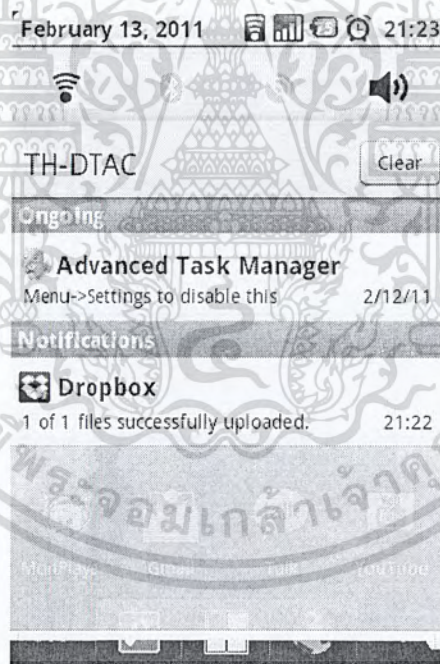 February 13, 2011 21:23
TH-DTAC Clear
Ongoing
Advanced Task Manager
Menu->Settings to disable this 2/12/11
Notifications
Dropbox
1 of 1 files successfully uploaded. 21:22
Gmail Talk YouTube